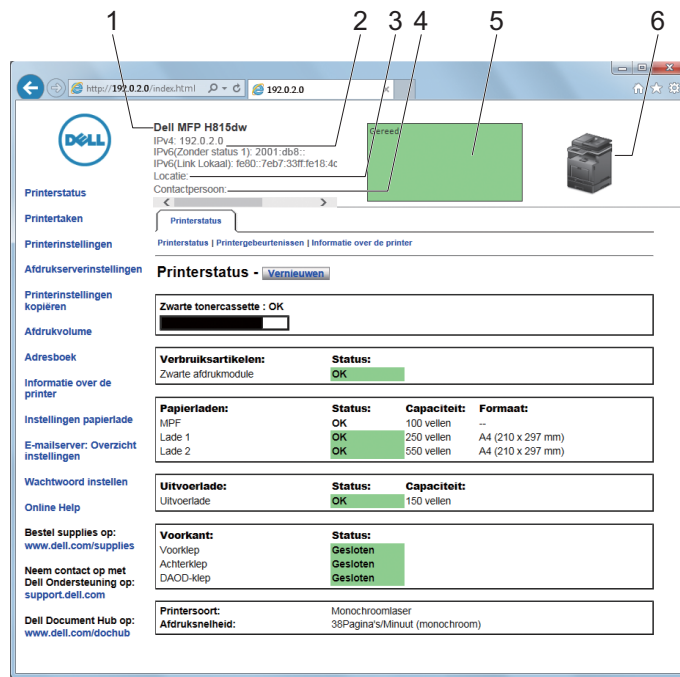 1 2 3 4 5 6
http://192.0.2.0/index.html 192.0.2.0
DELL
Dell MFP H815dw
IPv4: 192.0.2.0
IPv6(Zonder status 1): 2001:db8::
IPv6(Link Lokaal): fe80::7eb7:33ff:fe18:4c
Locatie:
Contactpersoon:
Gereed
Printerstatus
Printertaken
Printerinstellingen
Afdrukserverinstellingen
Printerinstellingen
kopiëren
Afdrukvolume
Adresboek
Informatie over de
printer
Instellingen papierlade
E-mailserver: Overzicht
instellingen
Wachtwoord instellen
Online Help
Bestel supplies op:
www.dell.com/supplies
Neem contact op met
Dell Ondersteuning op:
support.dell.com
Dell Document Hub op:
www.dell.com/dochub
Printerstatus
Printerstatus | Printergebeurtenissen | Informatie over de printer
Printerstatus - Vernieuwen
Zwarte tonercassette : OK
Verbruiksartikelen: Status:
Zwarte afdrukmodule OK
Papierladen: Status: Capaciteit: Formaat:
MPF OK 100 vellen --
Lade 1 OK 250 vellen A4 (210 x 297 mm)
Lade 2 OK 550 vellen A4 (210 x 297 mm)
Uitvoerlade: Status: Capaciteit:
Uitvoerlade OK 150 vellen
Voorkant: Status:
Voorklep Gesloten
Achterklep Gesloten
DAOD-klep Gesloten
Printersoort: Monochroomlaser
Afdruksnelheid: 38Pagina's/Minuut (monochroom)